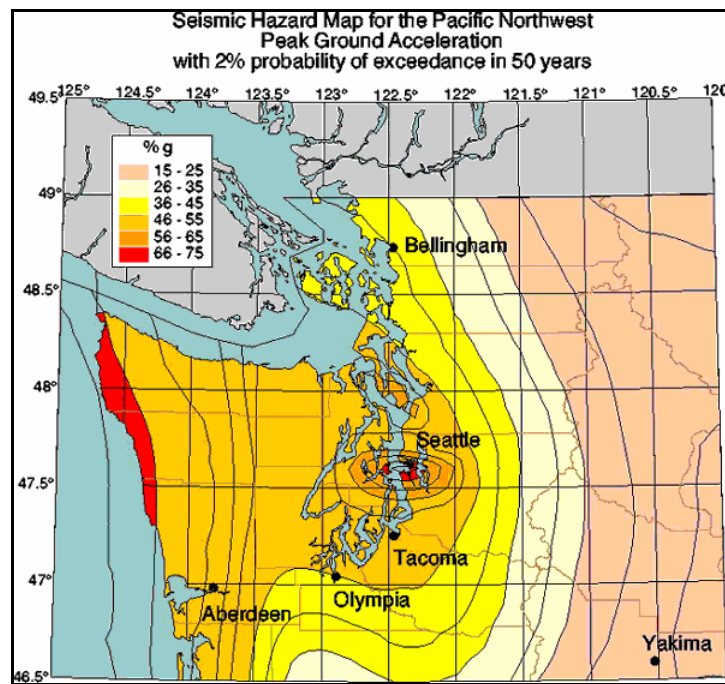 Seismic Hazard Map for the Pacific Northwest
Peak Ground Acceleration
with 2% probability of exceedance in 50 years
125° 124.5° 124° 123.5° 123° 122.5° 122° 121.5° 121° 120.5° 120
49.5°
% g
15 - 25
26 - 35
36 - 45
46 - 55
56 - 65
66 - 75
49°
Bellingham
48.5°
48°
Seattle
47.5°
Tacoma
47°
Olympia
Aberdeen
Yakima
46.5°